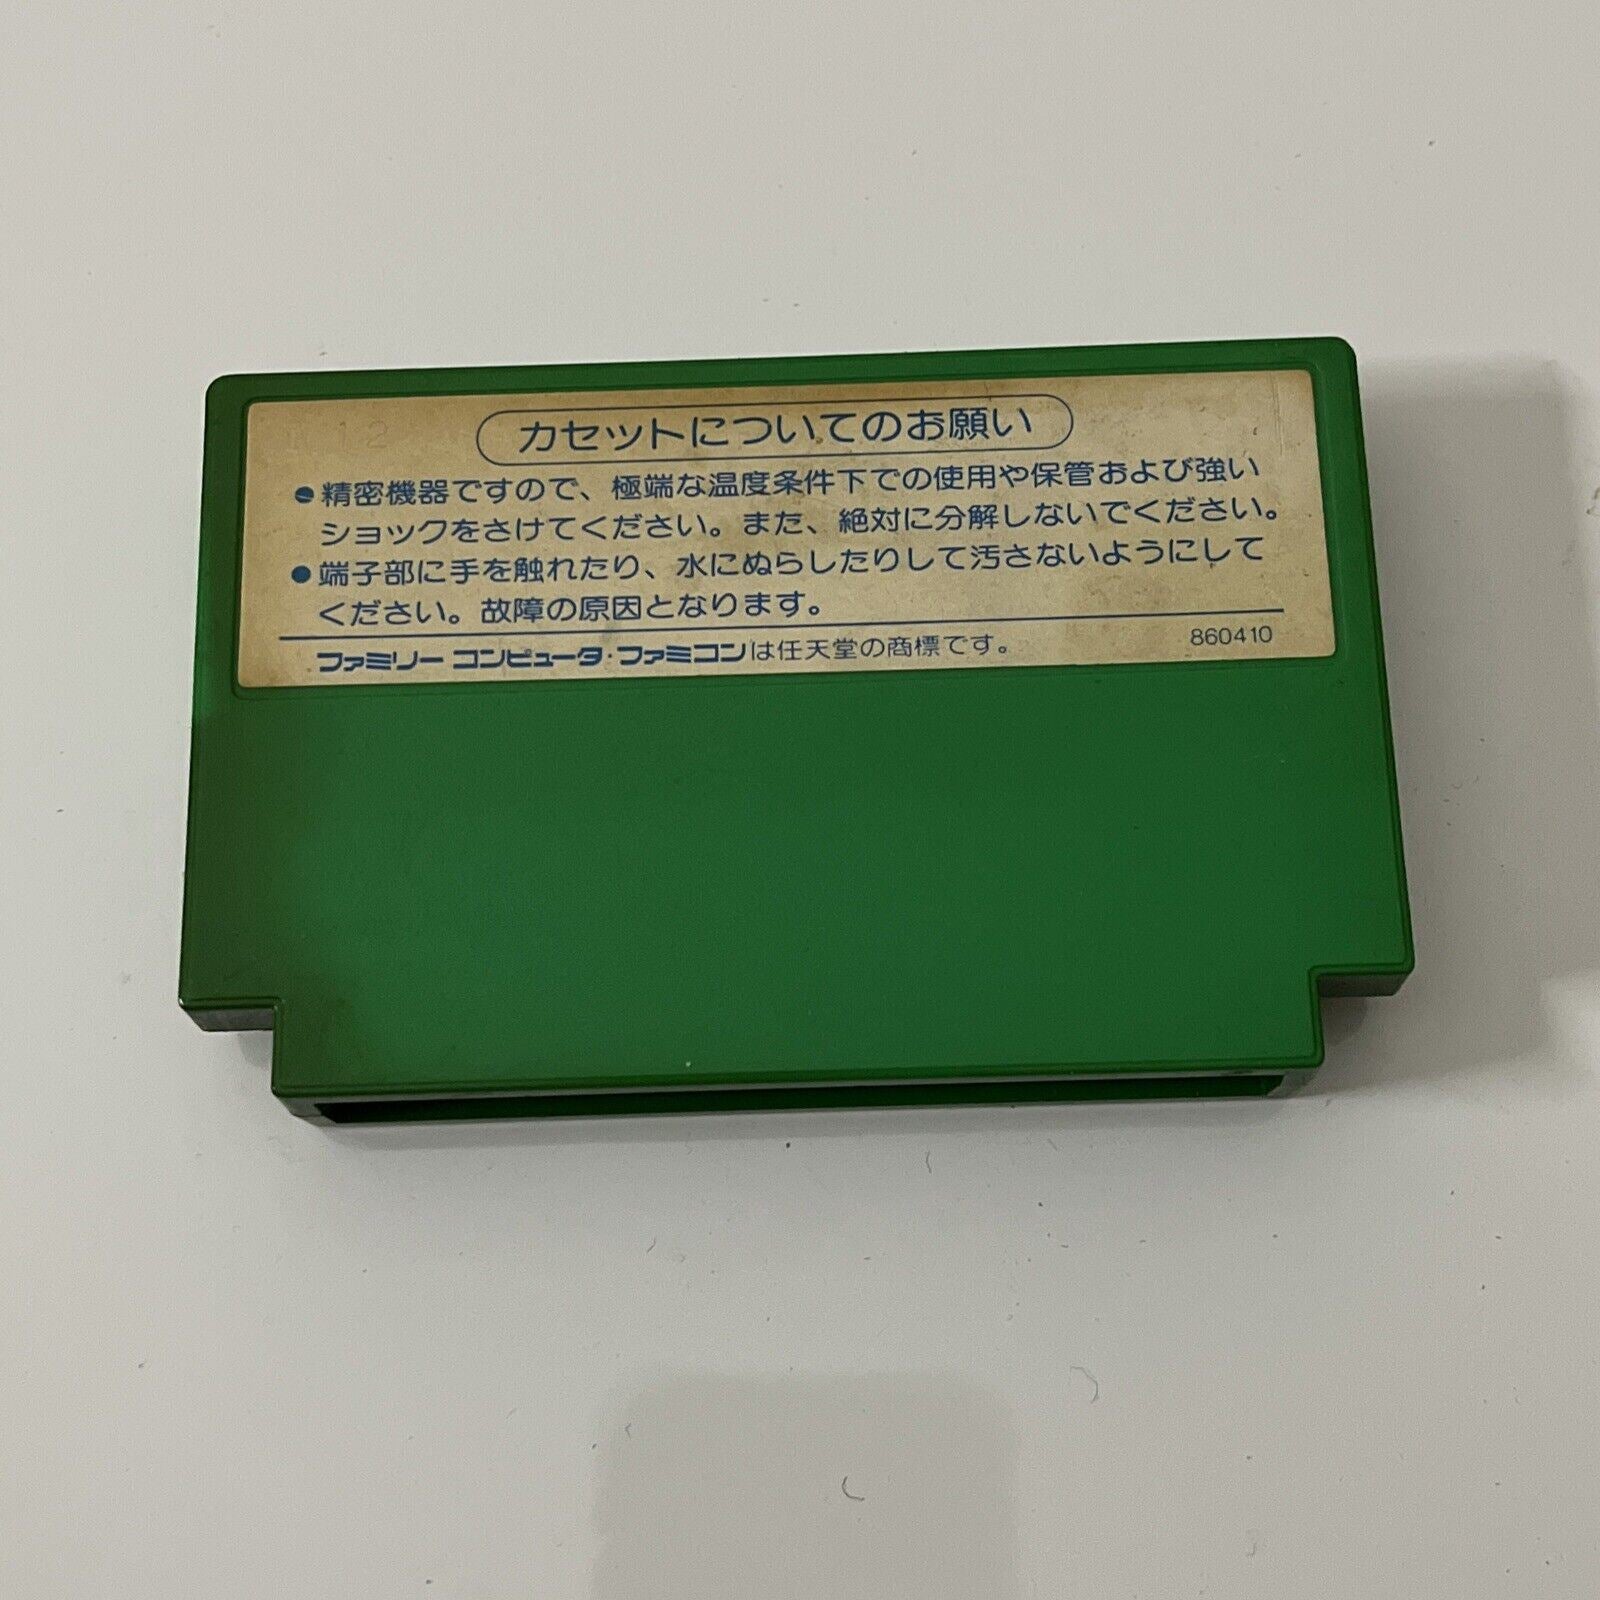 12
カセットについてのお願い
●精密機器ですので、極端な温度条件下での使用や保管および強い
ショックをさけてください。また、絶対に分解しないでください。
●端子部に手を触れたり、水にぬらしたりして汚さないようにして
ください。故障の原因となります。
ファミリー コンピュータ・ファミコンは任天堂の商標です。 860410